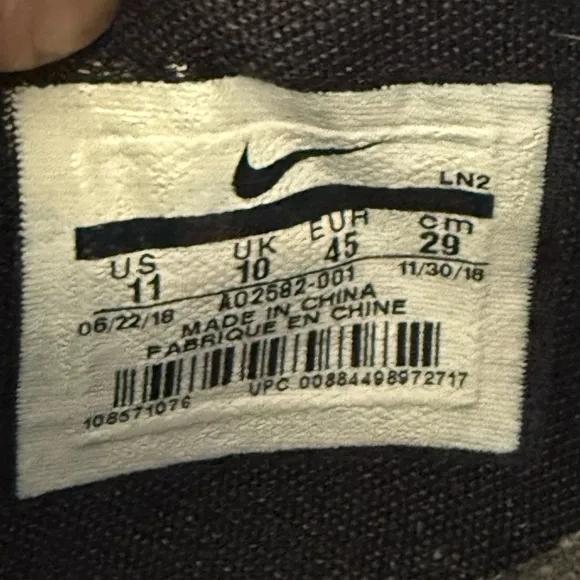 LN2
US UK EUR cm
11 10 45 29
06/22/18 AO2582-001 11/30/18
MADE IN CHINA
FABRIQUE EN CHINE
108571076 UPC 00884498972717